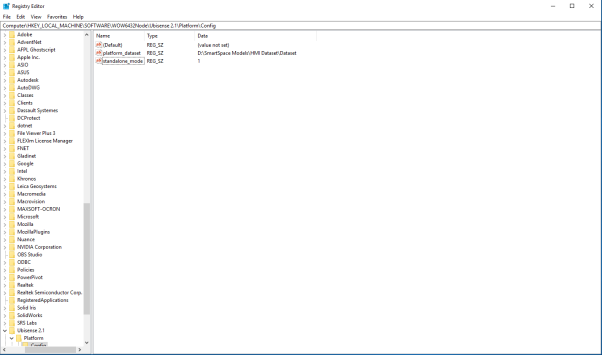 Registry Editor
File Edit View Favorites Help
Computer\HKEY_LOCAL_MACHINE\SOFTWARE\WOW6432Node\Ubisense 2.1\Platform\Config
Name Type Data
(Default) REG_SZ (value not set)
platform_dataset REG_SZ D:\SmartSpace Models\HMI Dataset\Dataset
standalone_mode REG_SZ 1
Adobe
AdventNet
AFPL Ghostscript
Apple Inc.
ASIO
ASUS
Autodesk
AutoDWG
Classes
Clients
Dassault Systemes
DCProtect
dotnet
File Viewer Plus 3
FLEXlm License Manager
FNET
Gladinet
Google
Intel
Khronos
Leica Geosystems
Macromedia
Macrovision
MAXSOFT-OCRON
Microsoft
Mozilla
MozillaPlugins
Nuance
NVIDIA Corporation
OBS Studio
ODBC
Policies
PowerPivot
Realtek
Realtek Semiconductor Corp.
RegisteredApplications
Solid Iris
SolidWorks
SRS Labs
Ubisense 2.1
Platform
Config